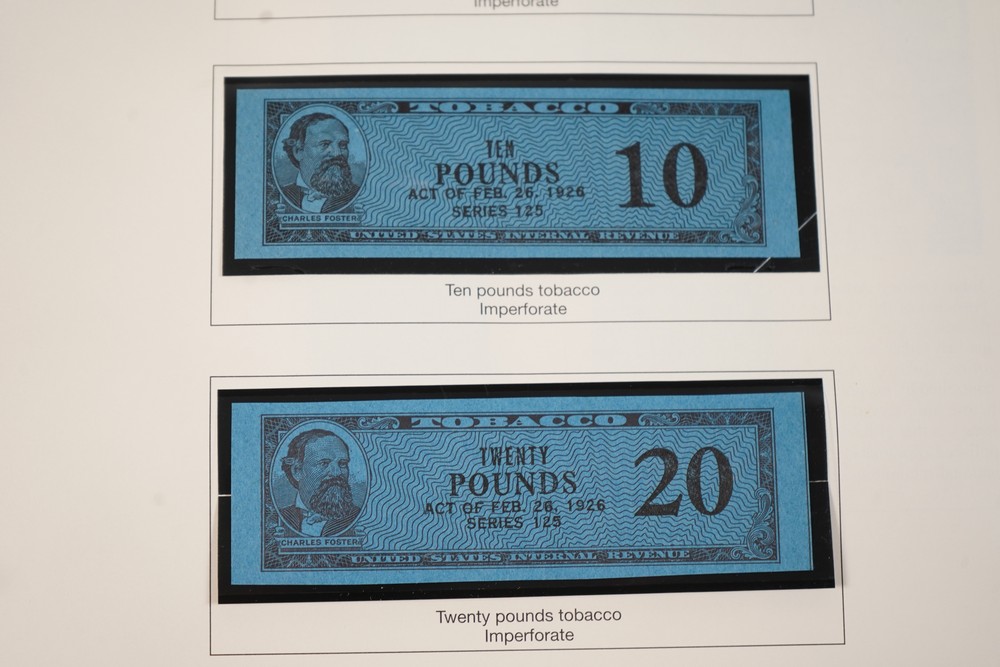 Imperforate
TOBACCO
TEN
POUNDS
ACT OF FEB. 26, 1926
SERIES 125
10
CHARLES FOSTER
UNITED STATES INTERNAL REVENUE
Ten pounds tobacco
Imperforate
TOBACCO
TWENTY
POUNDS
ACT OF FEB. 26, 1926
SERIES 125
20
CHARLES FOSTER
UNITED STATES INTERNAL REVENUE
Twenty pounds tobacco
Imperforate